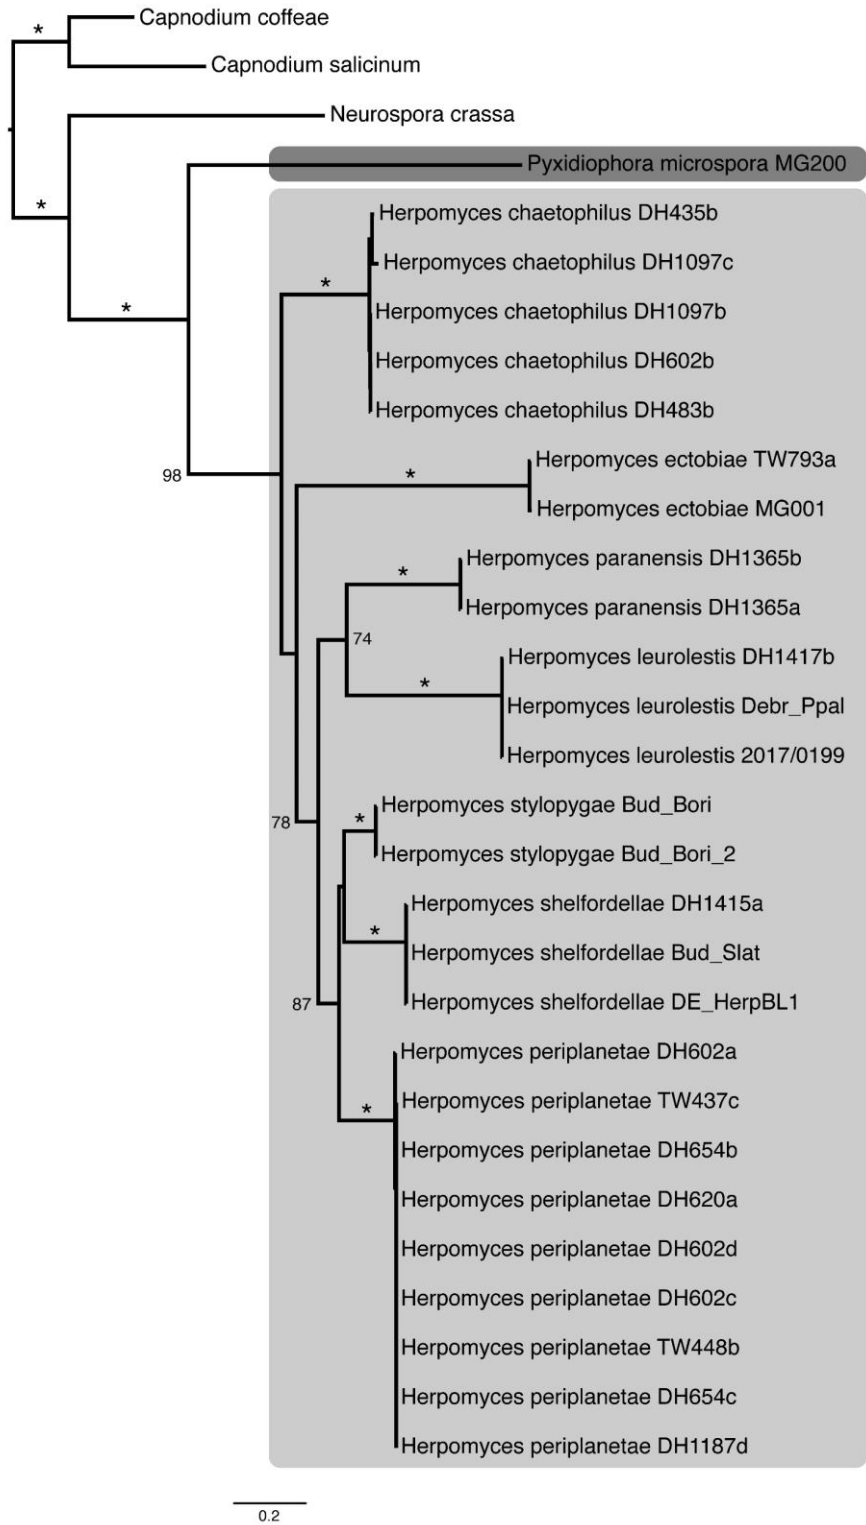 Capnodium coffeae
*
Capnodium salicinum
Neurospora crassa
Pyxidiophora microspora MG200
*
Herpomyces chaetophilus DH435b
Herpomyces chaetophilus DH1097c
*
*
Herpomyces chaetophilus DH1097b
Herpomyces chaetophilus DH602b
Herpomyces chaetophilus DH483b
Herpomyces ectobiae TW793a
98
*
Herpomyces ectobiae MG001
Herpomyces paranensis DH1365b
*
Herpomyces paranensis DH1365a
74
Herpomyces leurolestis DH1417b
*
Herpomyces leurolestis Debr_Ppal
Herpomyces leurolestis 2017/0199
Herpomyces stylopygae Bud_Bori
78
*
Herpomyces stylopygae Bud_Bori_2
Herpomyces shelfordellae DH1415a
*
Herpomyces shelfordellae Bud_Slat
87
Herpomyces shelfordellae DE_HerpBL1
Herpomyces periplanetae DH602a
Herpomyces periplanetae TW437c
*
Herpomyces periplanetae DH654b
Herpomyces periplanetae DH620a
Herpomyces periplanetae DH602d
Herpomyces periplanetae DH602c
Herpomyces periplanetae TW448b
Herpomyces periplanetae DH654c
Herpomyces periplanetae DH1187d
0.2